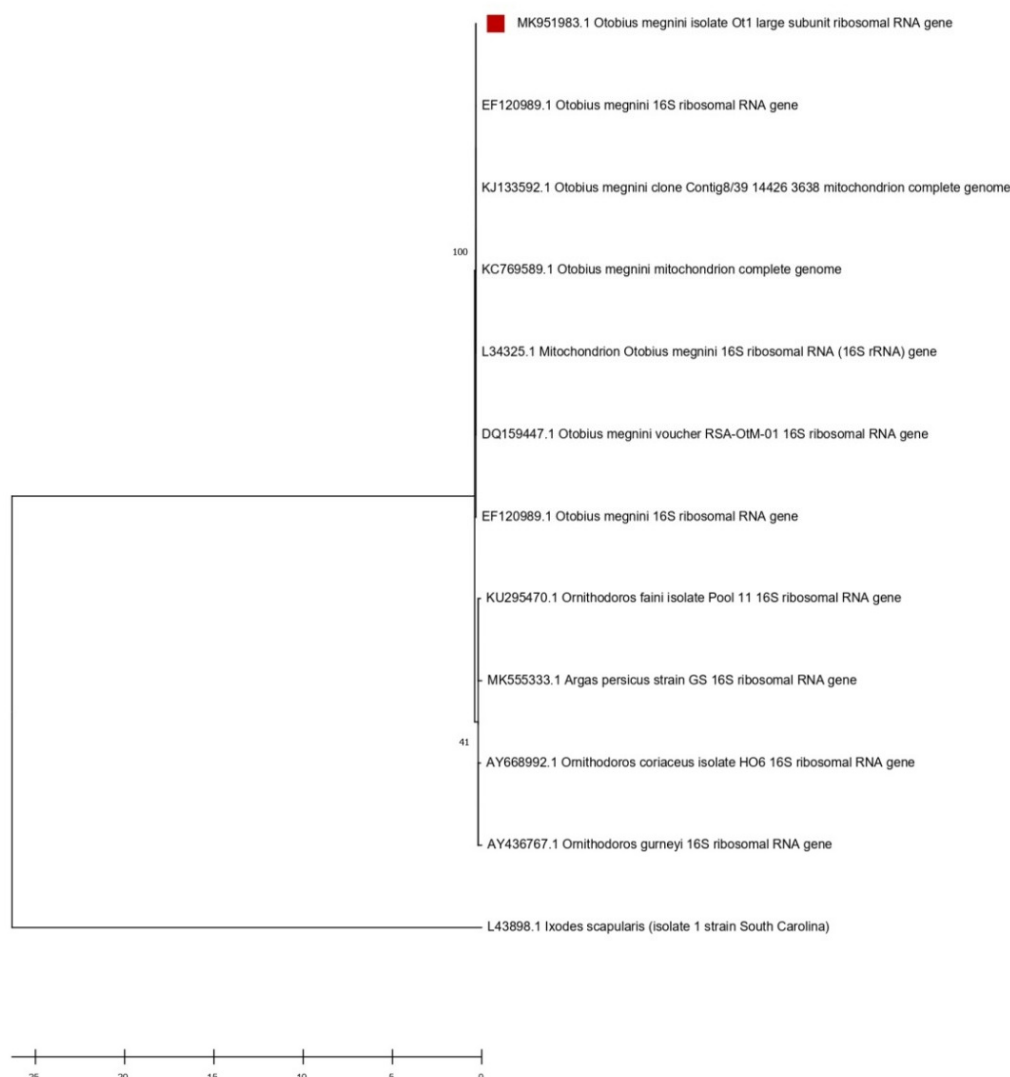 MK951983.1 Otobius megnini isolate Ot1 large subunit ribosomal RNA gene
EF120989.1 Otobius megnini 16S ribosomal RNA gene
KJ133592.1 Otobius megnini clone Contig8/39 14426 3638 mitochondrion complete genome
100
KC769589.1 Otobius megnini mitochondrion complete genome
L34325.1 Mitochondrion Otobius megnini 16S ribosomal RNA (16S rRNA) gene
DQ159447.1 Otobius megnini voucher RSA-OtM-01 16S ribosomal RNA gene
EF120989.1 Otobius megnini 16S ribosomal RNA gene
KU295470.1 Ornithodoros faini isolate Pool 11 16S ribosomal RNA gene
MK555333.1 Argas persicus strain GS 16S ribosomal RNA gene
41
AY668992.1 Ornithodoros coriaceus isolate HO6 16S ribosomal RNA gene
AY436767.1 Ornithodoros gurneyi 16S ribosomal RNA gene
L43898.1 Ixodes scapularis (isolate 1 strain South Carolina)
25 20 15 10 5 0